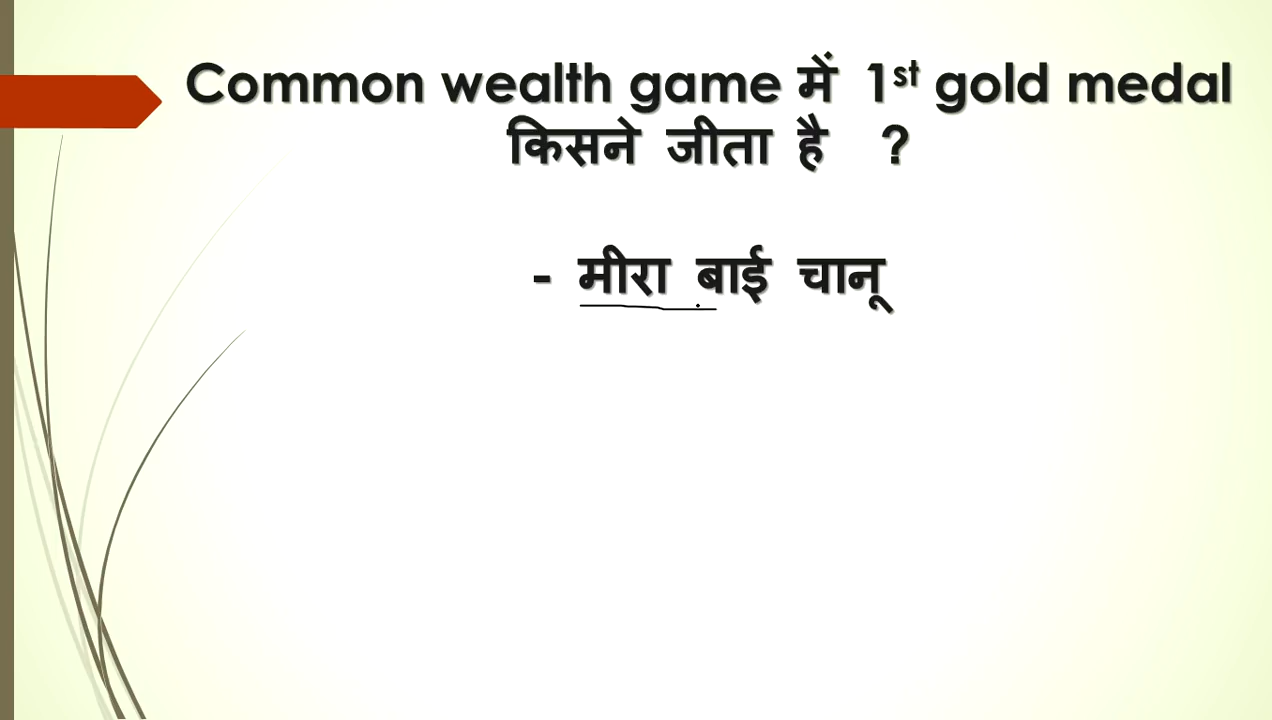 Common wealth game में 1st gold medal
किसने जीता है ?
- मीरा बाई चानू